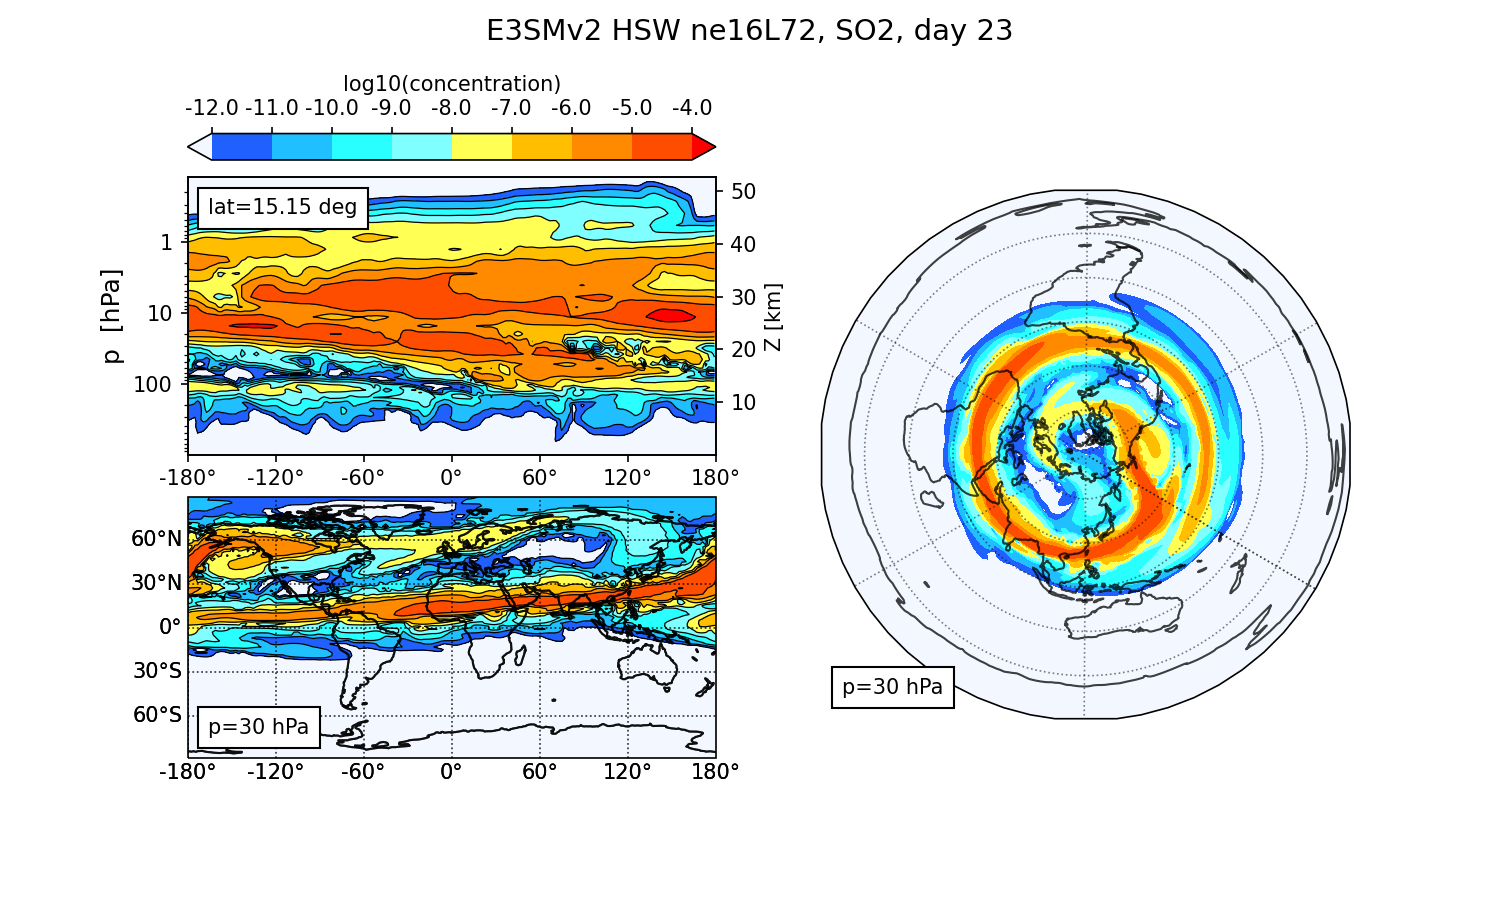 E3SMv2 HSW ne16L72, SO2, day 23
log10(concentration)
-12.0 -11.0 -10.0 -9.0 -8.0 -7.0 -6.0 -5.0 -4.0
lat=15.15 deg
p [hPa]
1
10
100
50
40
30
20
10
Z [km]
-180° -120° -60° 0° 60° 120° 180°
60°N
30°N
0°
30°S
60°S
p=30 hPa
-180° -120° -60° 0° 60° 120° 180°
p=30 hPa